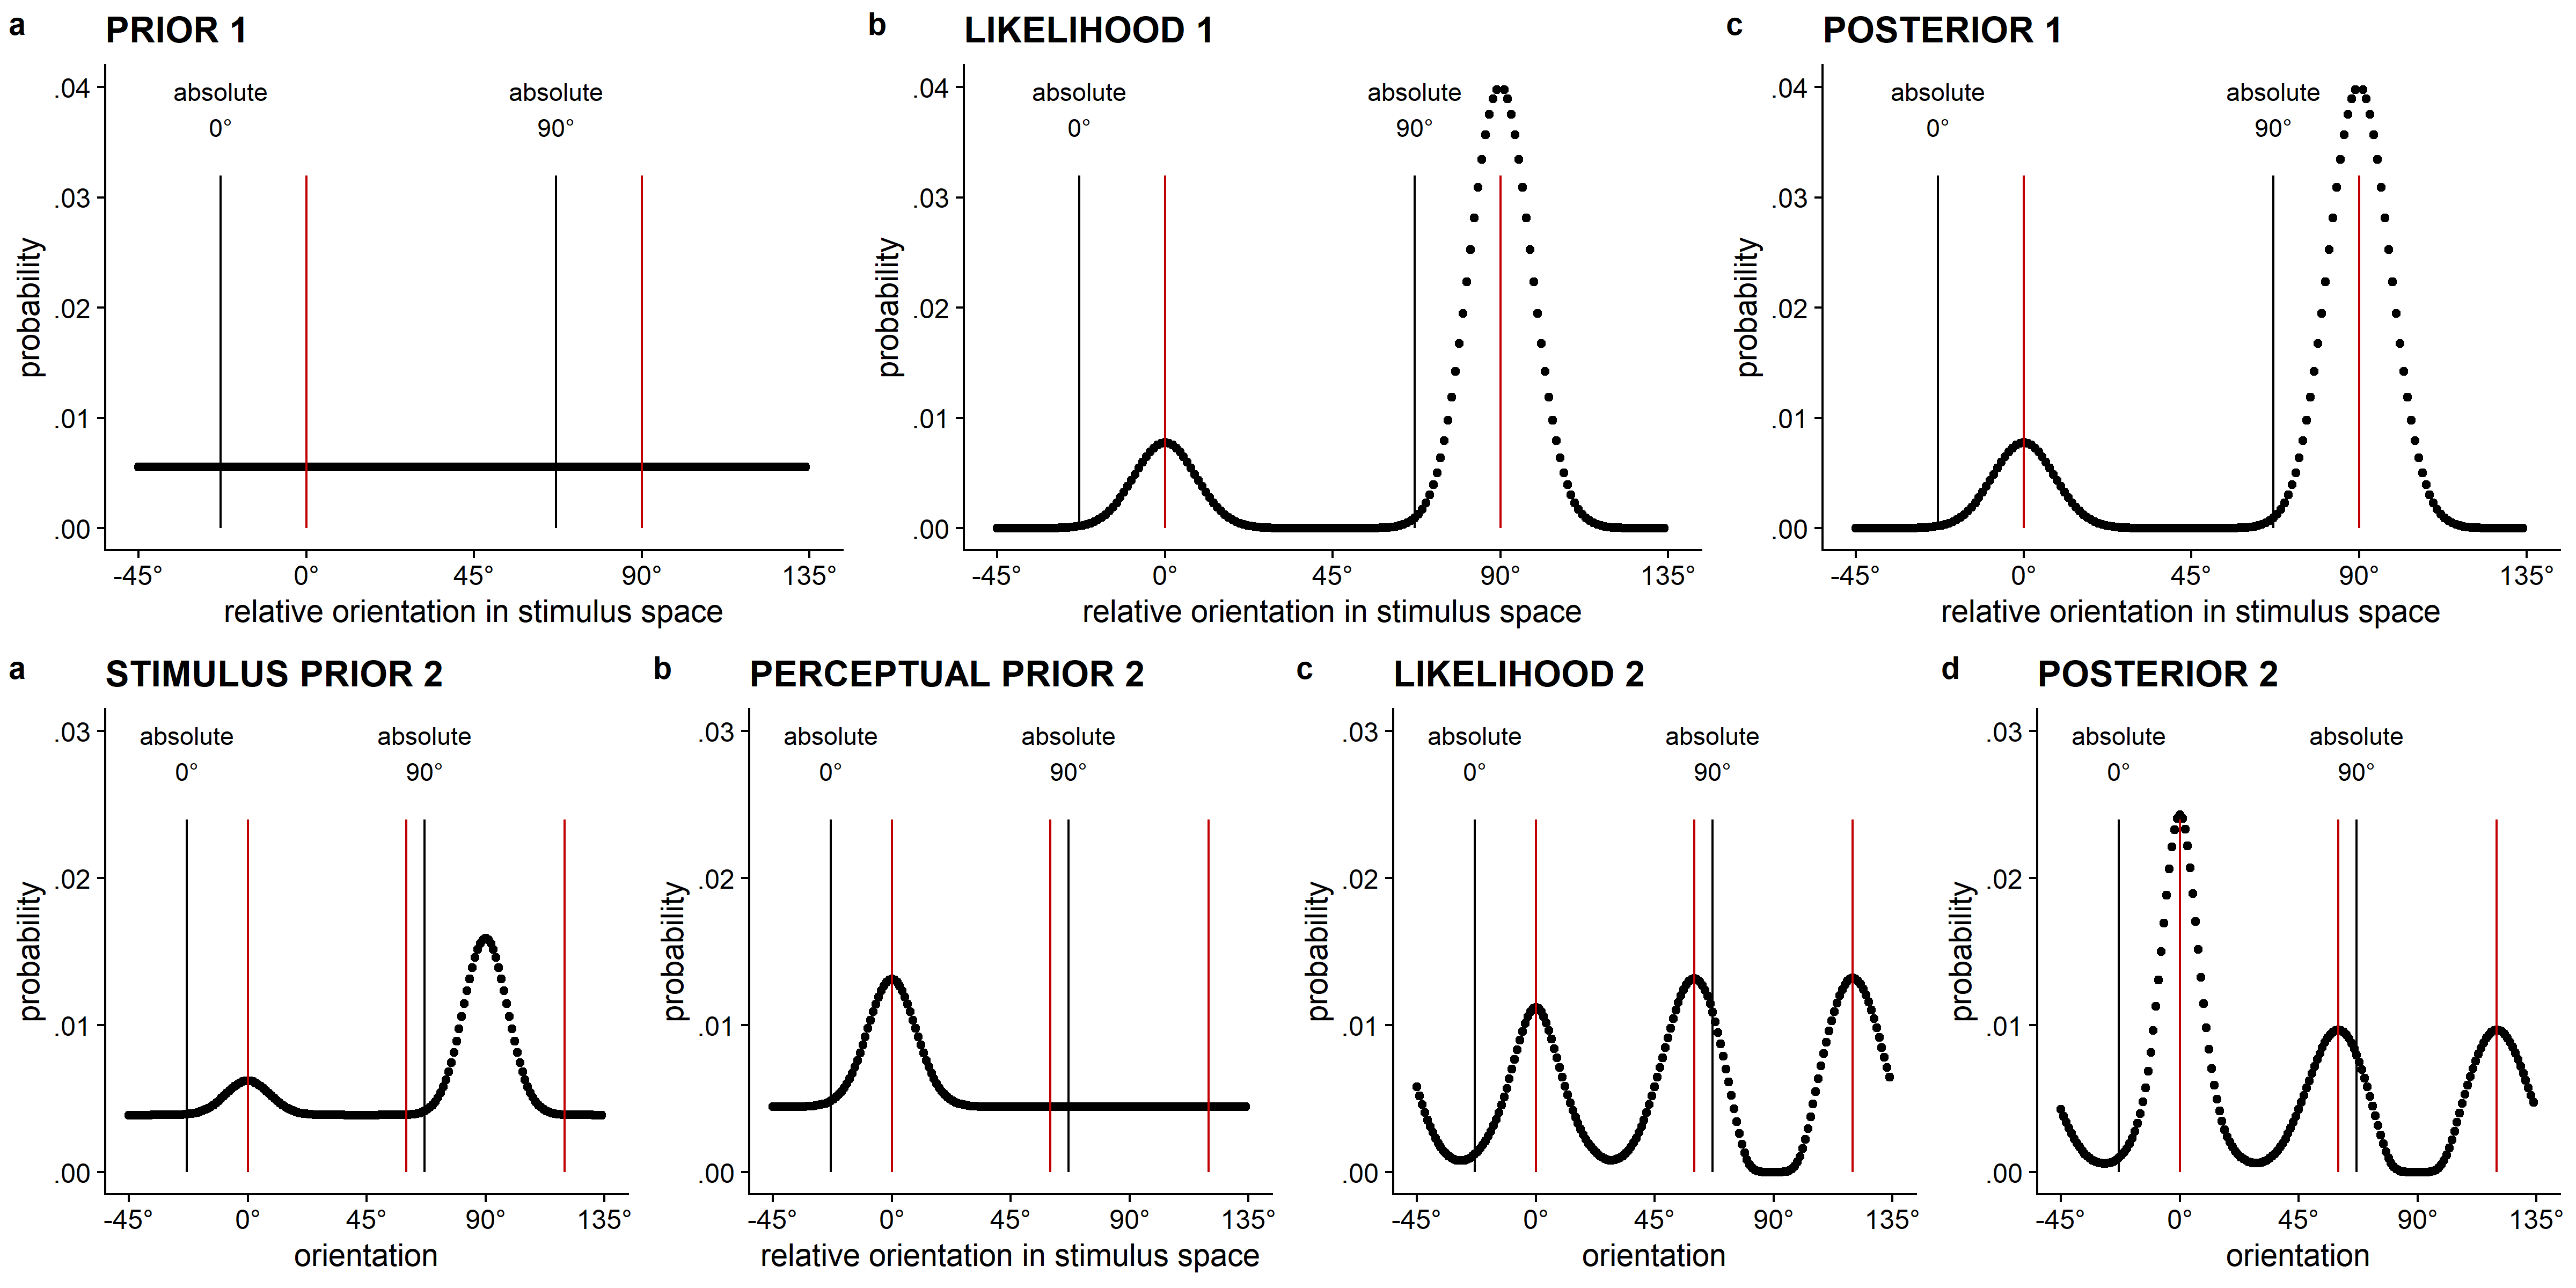 a PRIOR 1
.04
.03
.02
.01
.00
probability
absolute
0°
absolute
90°
-45° 0° 45° 90° 135°
relative orientation in stimulus space
b LIKELIHOOD 1
.04
.03
.02
.01
.00
probability
absolute
0°
absolute
90°
-45° 0° 45° 90° 135°
relative orientation in stimulus space
c POSTERIOR 1
.04
.03
.02
.01
.00
probability
absolute
0°
absolute
90°
-45° 0° 45° 90° 135°
relative orientation in stimulus space
a STIMULUS PRIOR 2
.03
.02
.01
.00
probability
absolute
0°
absolute
90°
-45° 0° 45° 90° 135°
orientation
b PERCEPTUAL PRIOR 2
.03
.02
.01
.00
probability
absolute
0°
absolute
90°
-45° 0° 45° 90° 135°
relative orientation in stimulus space
c LIKELIHOOD 2
.03
.02
.01
.00
probability
absolute
0°
absolute
90°
-45° 0° 45° 90° 135°
orientation
d POSTERIOR 2
.03
.02
.01
.00
probability
absolute
0°
absolute
90°
-45° 0° 45° 90° 135°
orientation